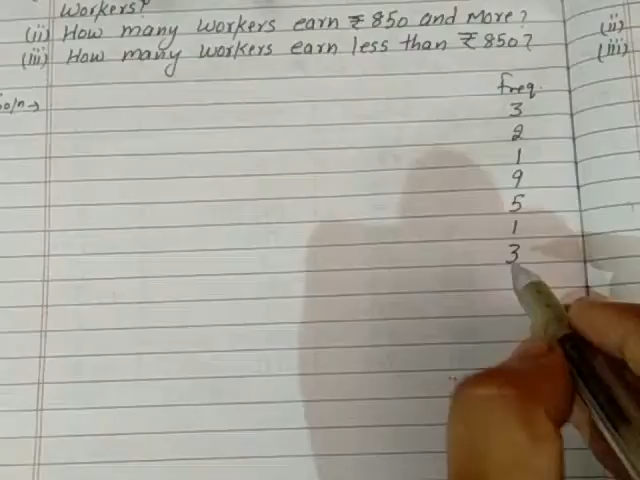 workers?
(ii) How many workers earn ₹850 and more?
(iii) How many workers earn less than ₹850?
(ii)
(iii)
freq.
3
2
1
9
5
1
3